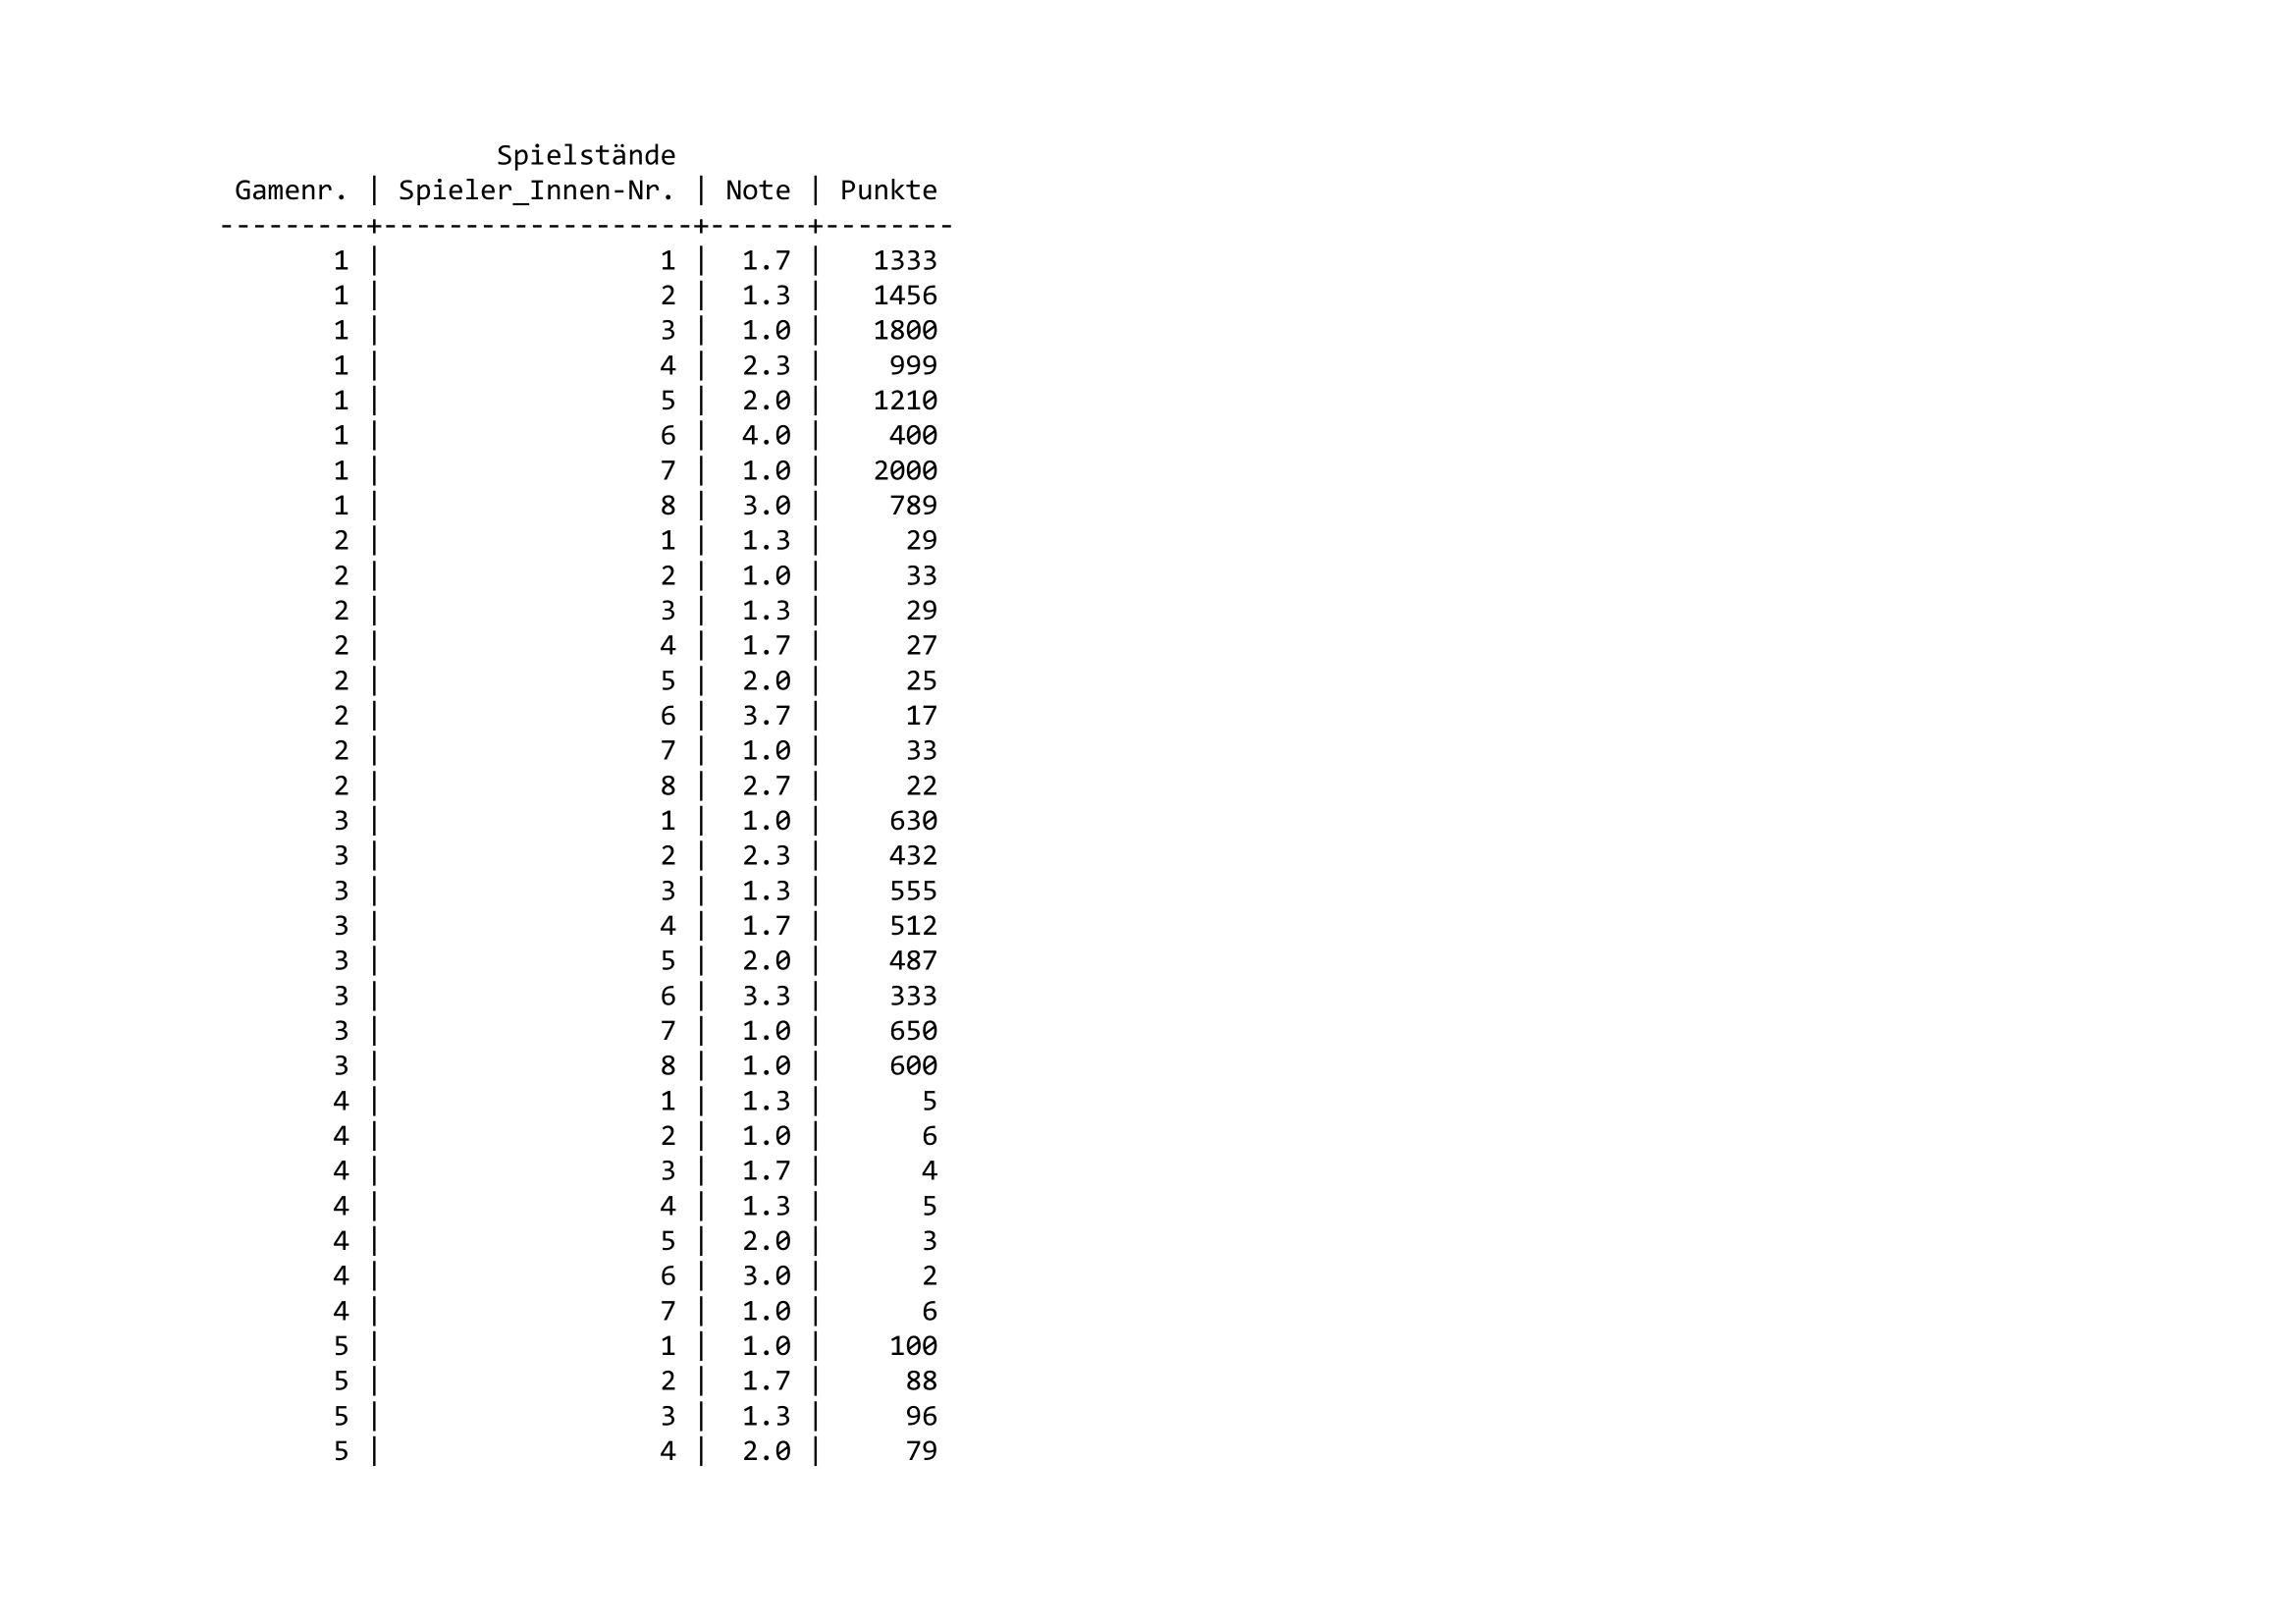 Spielstände
Gamenr. | Spieler_Innen-Nr. | Note | Punkte
---------+-------------------+------+--------
1 | 1 | 1.7 | 1333
1 | 2 | 1.3 | 1456
1 | 3 | 1.0 | 1800
1 | 4 | 2.3 | 999
1 | 5 | 2.0 | 1210
1 | 6 | 4.0 | 400
1 | 7 | 1.0 | 2000
1 | 8 | 3.0 | 789
2 | 1 | 1.3 | 29
2 | 2 | 1.0 | 33
2 | 3 | 1.3 | 29
2 | 4 | 1.7 | 27
2 | 5 | 2.0 | 25
2 | 6 | 3.7 | 17
2 | 7 | 1.0 | 33
2 | 8 | 2.7 | 22
3 | 1 | 1.0 | 630
3 | 2 | 2.3 | 432
3 | 3 | 1.3 | 555
3 | 4 | 1.7 | 512
3 | 5 | 2.0 | 487
3 | 6 | 3.3 | 333
3 | 7 | 1.0 | 650
3 | 8 | 1.0 | 600
4 | 1 | 1.3 | 5
4 | 2 | 1.0 | 6
4 | 3 | 1.7 | 4
4 | 4 | 1.3 | 5
4 | 5 | 2.0 | 3
4 | 6 | 3.0 | 2
4 | 7 | 1.0 | 6
5 | 1 | 1.0 | 100
5 | 2 | 1.7 | 88
5 | 3 | 1.3 | 96
5 | 4 | 2.0 | 79